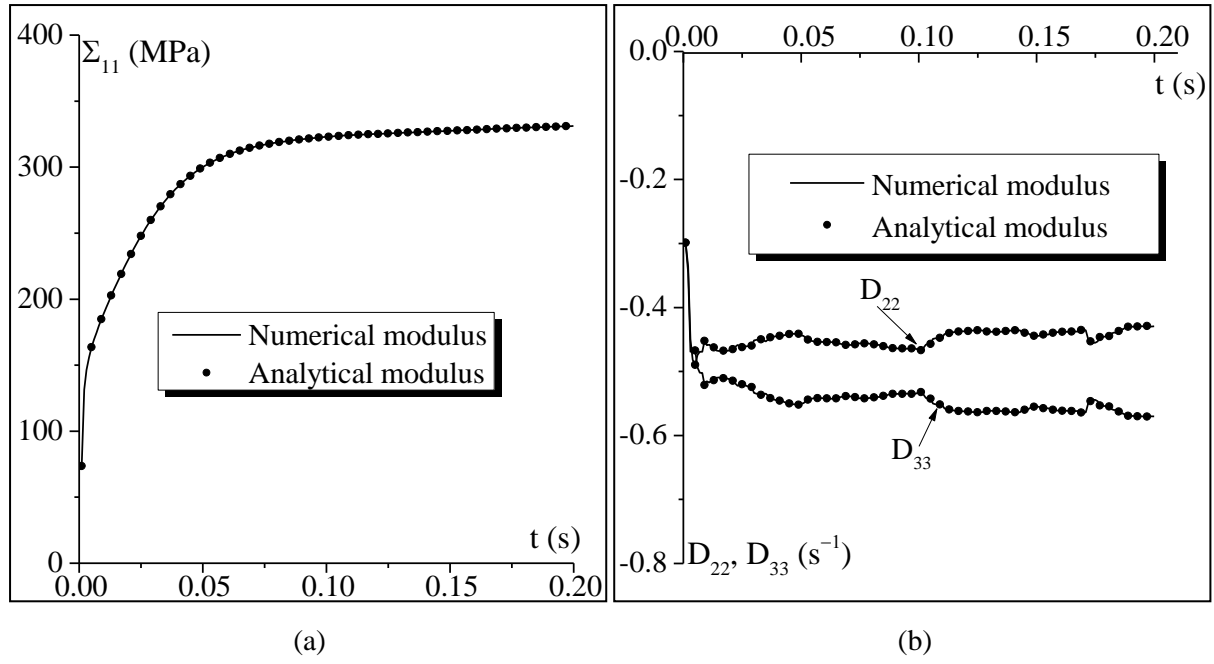 400
Σ₁₁ (MPa)
300
200
100
0
Numerical modulus
Analytical modulus
t (s)
0.00 0.05 0.10 0.15 0.20
(a)
0.00 0.05 0.10 0.15 0.20
t (s)
0.0
-0.2
-0.4
-0.6
-0.8
Numerical modulus
Analytical modulus
D₂₂
D₃₃
D₂₂, D₃₃ (s⁻¹)
(b)